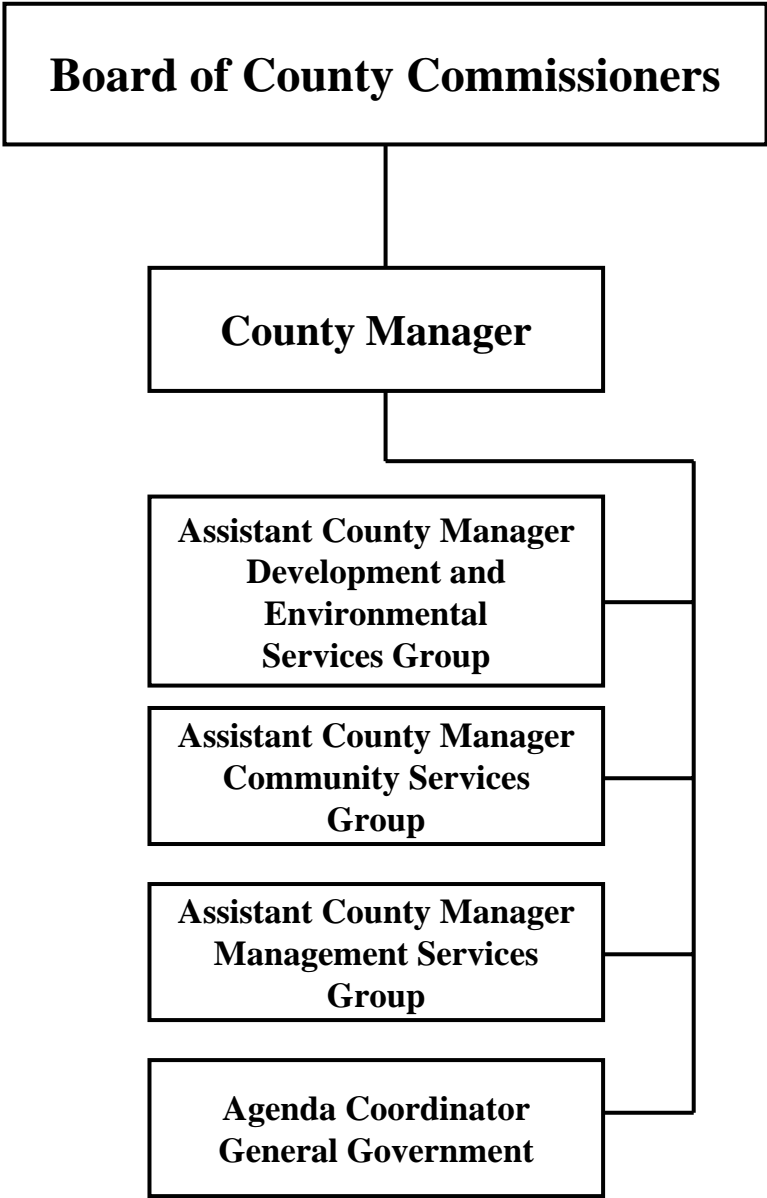 Board of County Commissioners
County Manager
Assistant County Manager
Development and
Environmental
Services Group
Assistant County Manager
Community Services
Group
Assistant County Manager
Management Services
Group
Agenda Coordinator
General Government